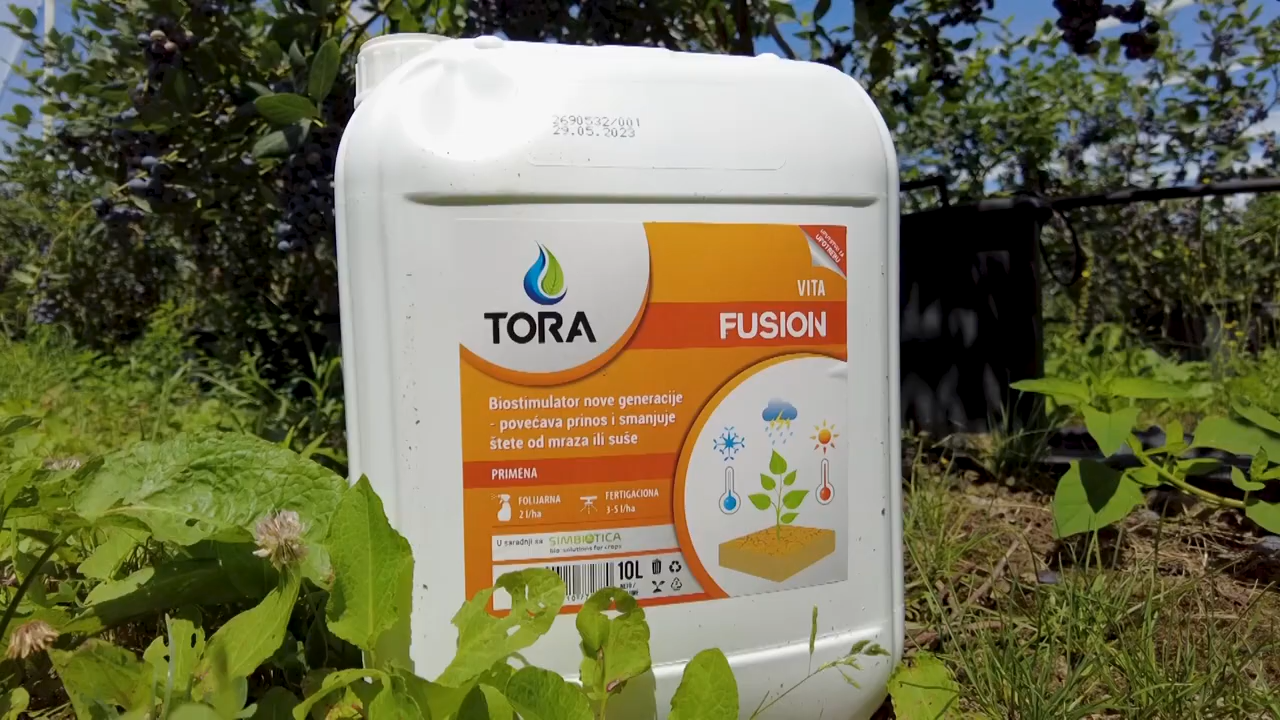 2690532/001
29.05.2023
UPOTREBU
TORA
VITA
FUSION
Biostimulator nove generacije
- povećava prinos i smanjuje
štete od mraza ili suše
PRIMENA
FOLIJARNA
2 l/ha
FERTIGACIONA
3-5 l/ha
U saradnji sa SIMBIOTICA
bio solutions for crops
10L